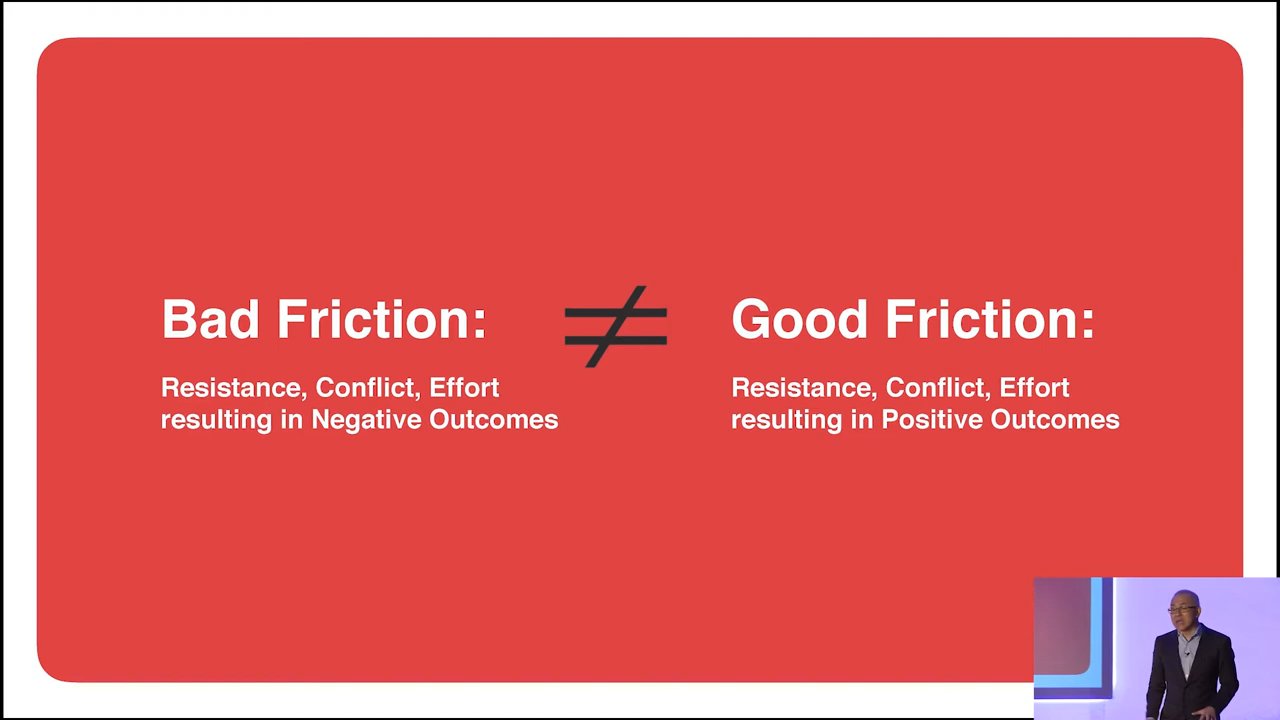 Bad Friction:
Resistance, Conflict, Effort
resulting in Negative Outcomes
≠
Good Friction:
Resistance, Conflict, Effort
resulting in Positive Outcomes